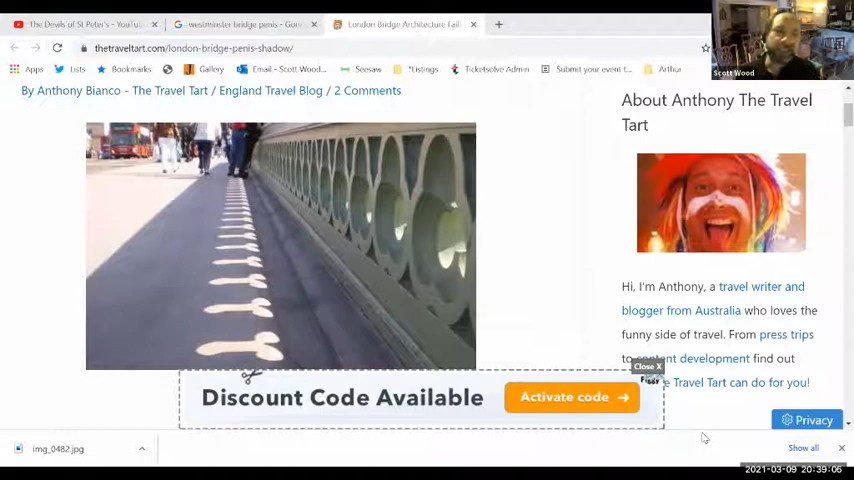 The Devils of St Peter's - YouTub
westminster bridge penis - Goo
London Bridge Architecture Fail
thetraveltart.com/london-bridge-penis-shadow/
Apps
Lists
Bookmarks
Gallery
Email - Scott Wood...
Seesaw
*Listings
Ticketsolve Admin
Submit your event t...
Arthur
Scott Wood
By Anthony Bianco - The Travel Tart / England Travel Blog / 2 Comments
About Anthony The Travel
Tart
Hi, I'm Anthony, a travel writer and
blogger from Australia who loves the
funny side of travel. From press trips
to content development find out
e Travel Tart can do for you!
Close X
Discount Code Available
Activate code →
Privacy
img_0482.jpg
Show all
2021-03-09 20:39:06